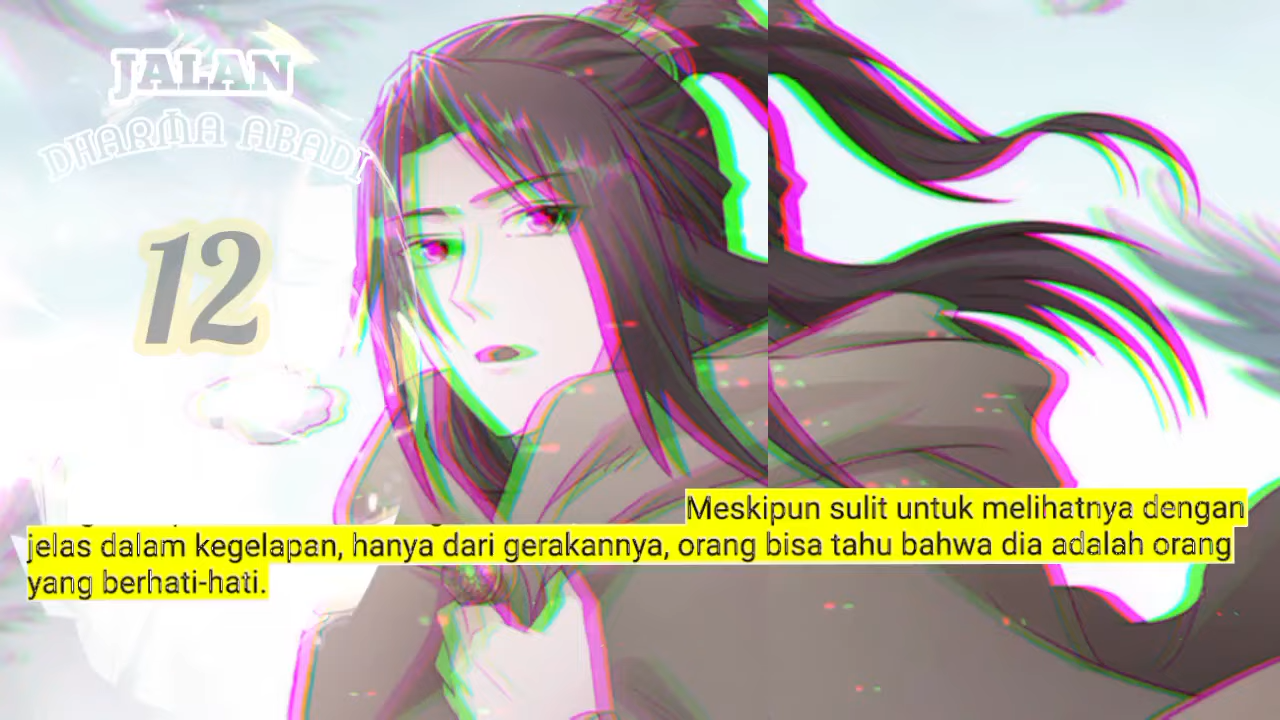 JALAN
DHARMA ABADI
12
Meskipun sulit untuk melihatnya dengan
jelas dalam kegelapan, hanya dari gerakannya, orang bisa tahu bahwa dia adalah orang
yang berhati-hati.